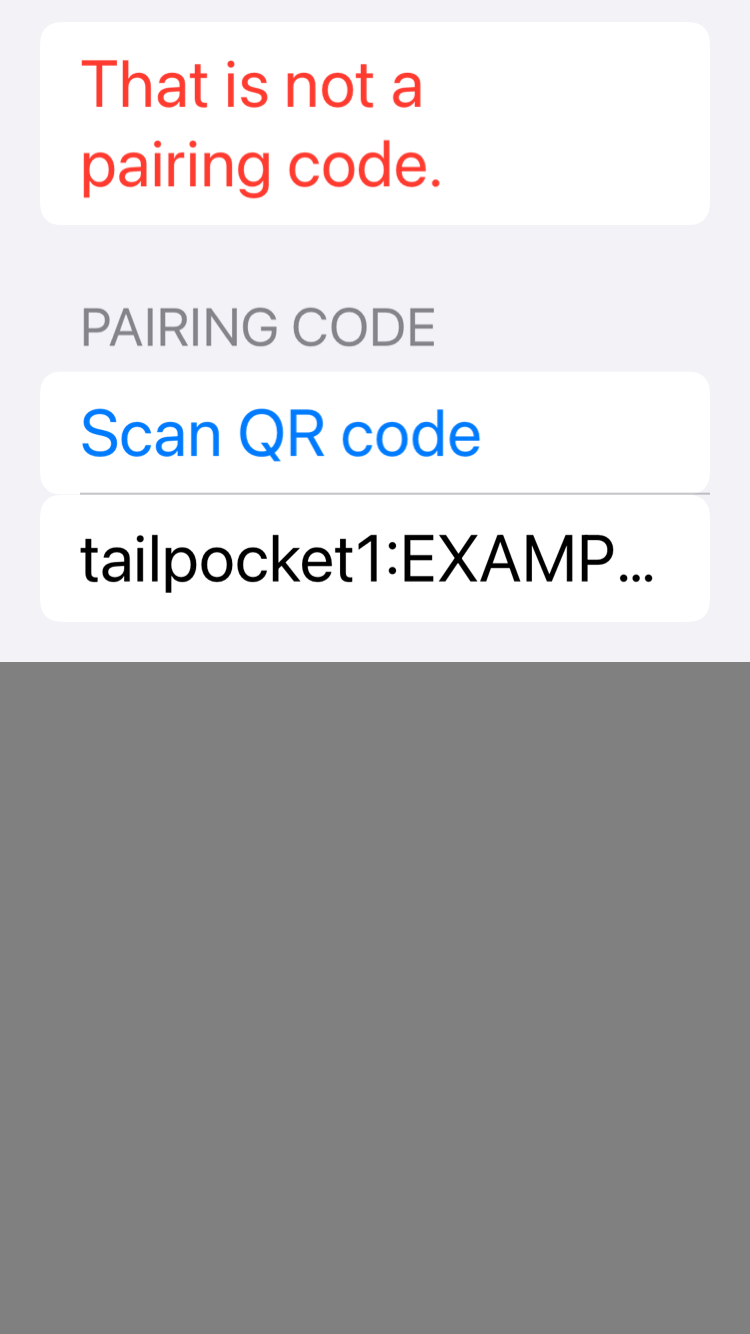 That is not a
pairing code.
PAIRING CODE
Scan QR code
tailpocket1:EXAMP...